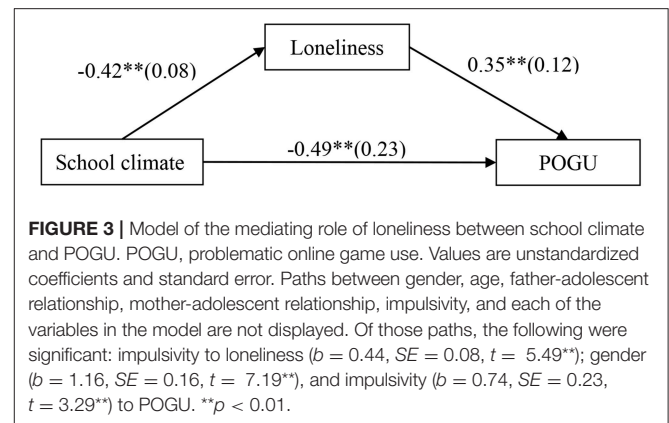 Loneliness
-0.42**(0.08)
0.35**(0.12)
-0.49**(0.23)
School climate
POGU
FIGURE 3 | Model of the mediating role of loneliness between school climate
and POGU. POGU, problematic online game use. Values are unstandardized
coefficients and standard error. Paths between gender, age, father-adolescent
relationship, mother-adolescent relationship, impulsivity, and each of the
variables in the model are not displayed. Of those paths, the following were
significant: impulsivity to loneliness (b = 0.44, SE = 0.08, t = 5.49**); gender
(b = 1.16, SE = 0.16, t = 7.19**), and impulsivity (b = 0.74, SE = 0.23,
t = 3.29**) to POGU. **p < 0.01.